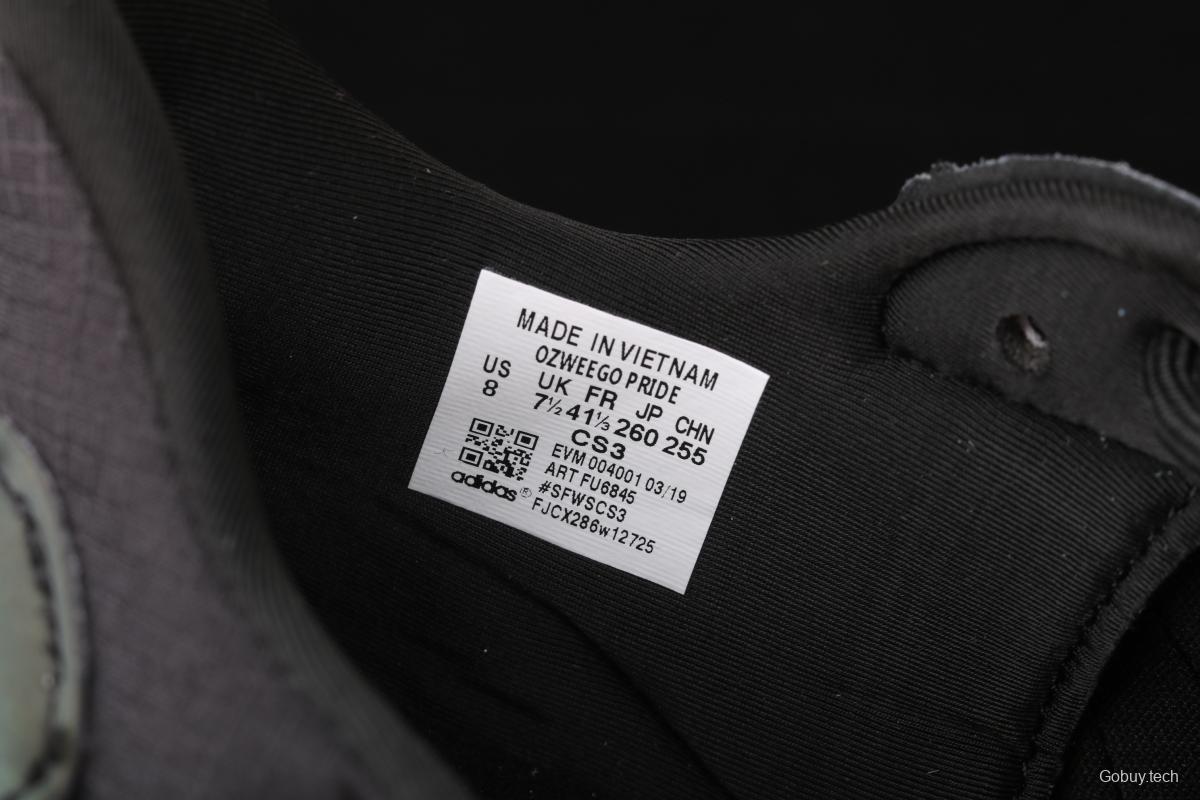 MADE IN VIETNAM
OZWEEGO PRIDE
US UK FR JP CHN
8 7½ 41⅓ 260 255
CS3
EVM 004001 03/19
ART FU6845
#SFWSCS3
FJCX286w12725
adidas®
Gobuy.tech